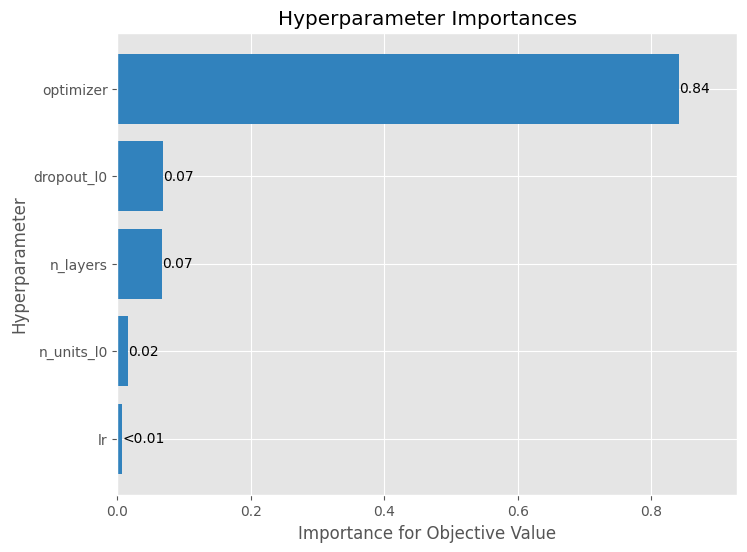 Hyperparameter Importances
Hyperparameter
optimizer
0.84
dropout_l0
0.07
n_layers
0.07
n_units_l0
0.02
lr
<0.01
0.0 0.2 0.4 0.6 0.8
Importance for Objective Value